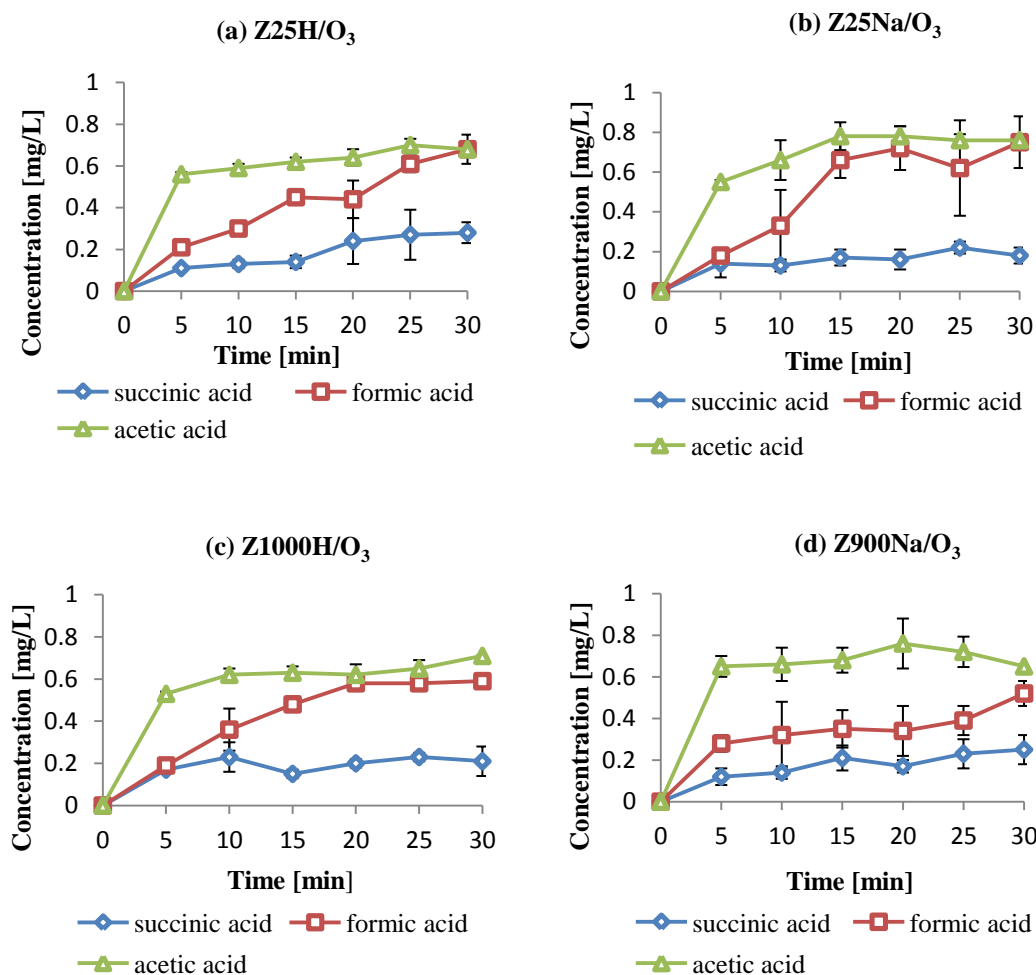 (a) Z25H/O3
Concentration [mg/L]
1
0.8
0.6
0.4
0.2
0
0 5 10 15 20 25 30
Time [min]
succinic acid formic acid
acetic acid
(b) Z25Na/O3
Concentration [mg/L]
1
0.8
0.6
0.4
0.2
0
0 5 10 15 20 25 30
Time [min]
succinic acid formic acid
acetic acid
(c) Z1000H/O3
Concentration [mg/L]
1
0.8
0.6
0.4
0.2
0
0 5 10 15 20 25 30
Time [min]
succinic acid formic acid
acetic acid
(d) Z900Na/O3
Concentration [mg/L]
1
0.8
0.6
0.4
0.2
0
0 5 10 15 20 25 30
Time [min]
succinic acid formic acid
acetic acid